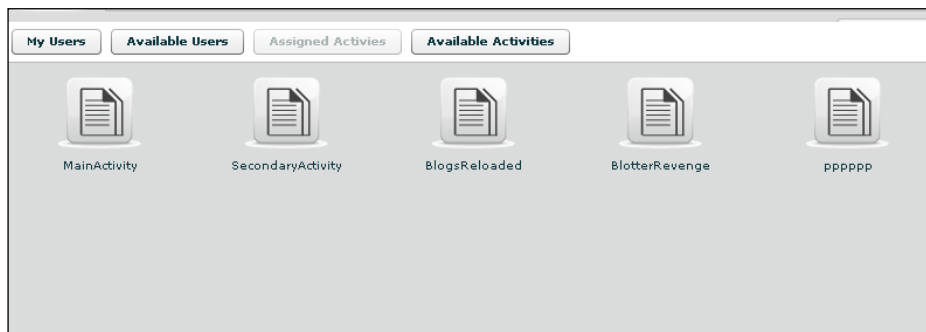 My Users Available Users Assigned Activies Available Activities
MainActivity SecondaryActivity BlogsReloaded BlotterRevenge pppppp